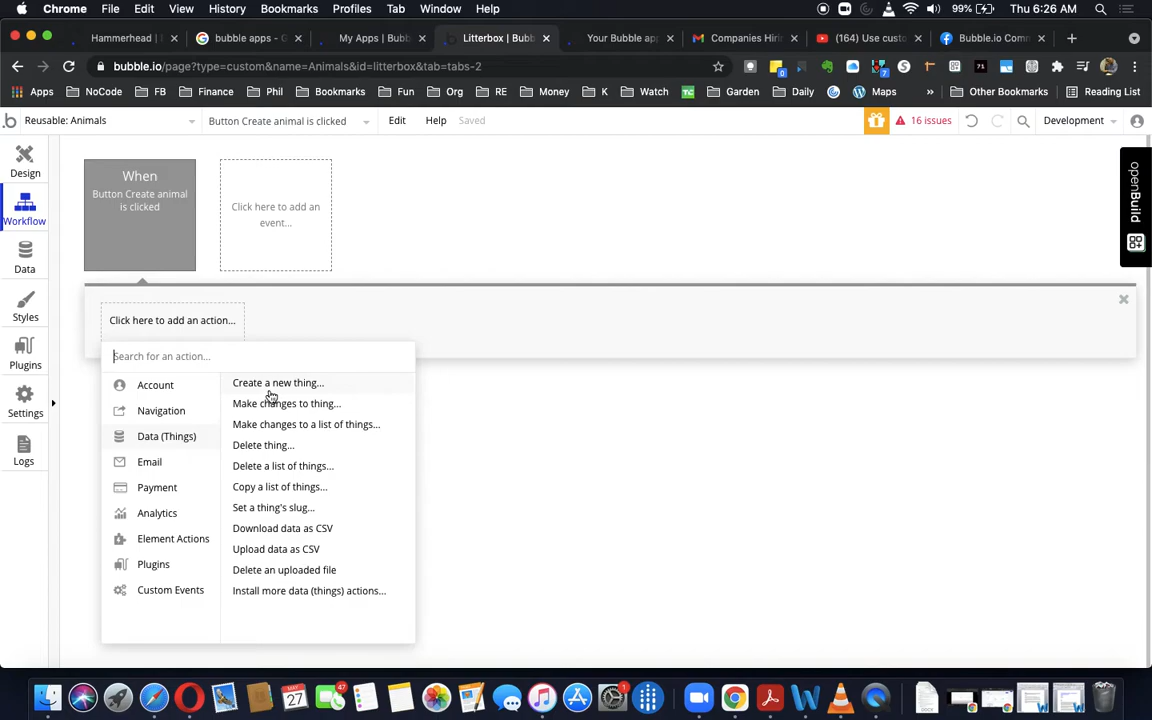 Chrome File Edit View History Bookmarks Profiles Tab Window Help 99% Thu 6:26 AM
Hammerhead | bubble apps - G My Apps | Bubb Litterbox | Bubb Your Bubble app Gmail Companies Hirin (164) Use custo Bubble.io Comm
bubble.io/page?type=custom&name=Animals&id=litterbox&tab=tabs-2
Apps NoCode FB Finance Phil Bookmarks Fun Org RE Money K Watch TC Garden Daily Maps » Other Bookmarks Reading List
Reusable: Animals Button Create animal is clicked Edit Help Saved 16 issues Development
Design
Workflow
Data
Styles
Plugins
Settings
Logs
When
Button Create animal
is clicked
Click here to add an
event...
openBuild
Click here to add an action...
Search for an action...
Account
Navigation
Data (Things)
Email
Payment
Analytics
Element Actions
Plugins
Custom Events
Create a new thing...
Make changes to thing...
Make changes to a list of things...
Delete thing...
Delete a list of things...
Copy a list of things...
Set a thing's slug...
Download data as CSV
Upload data as CSV
Delete an uploaded file
Install more data (things) actions...